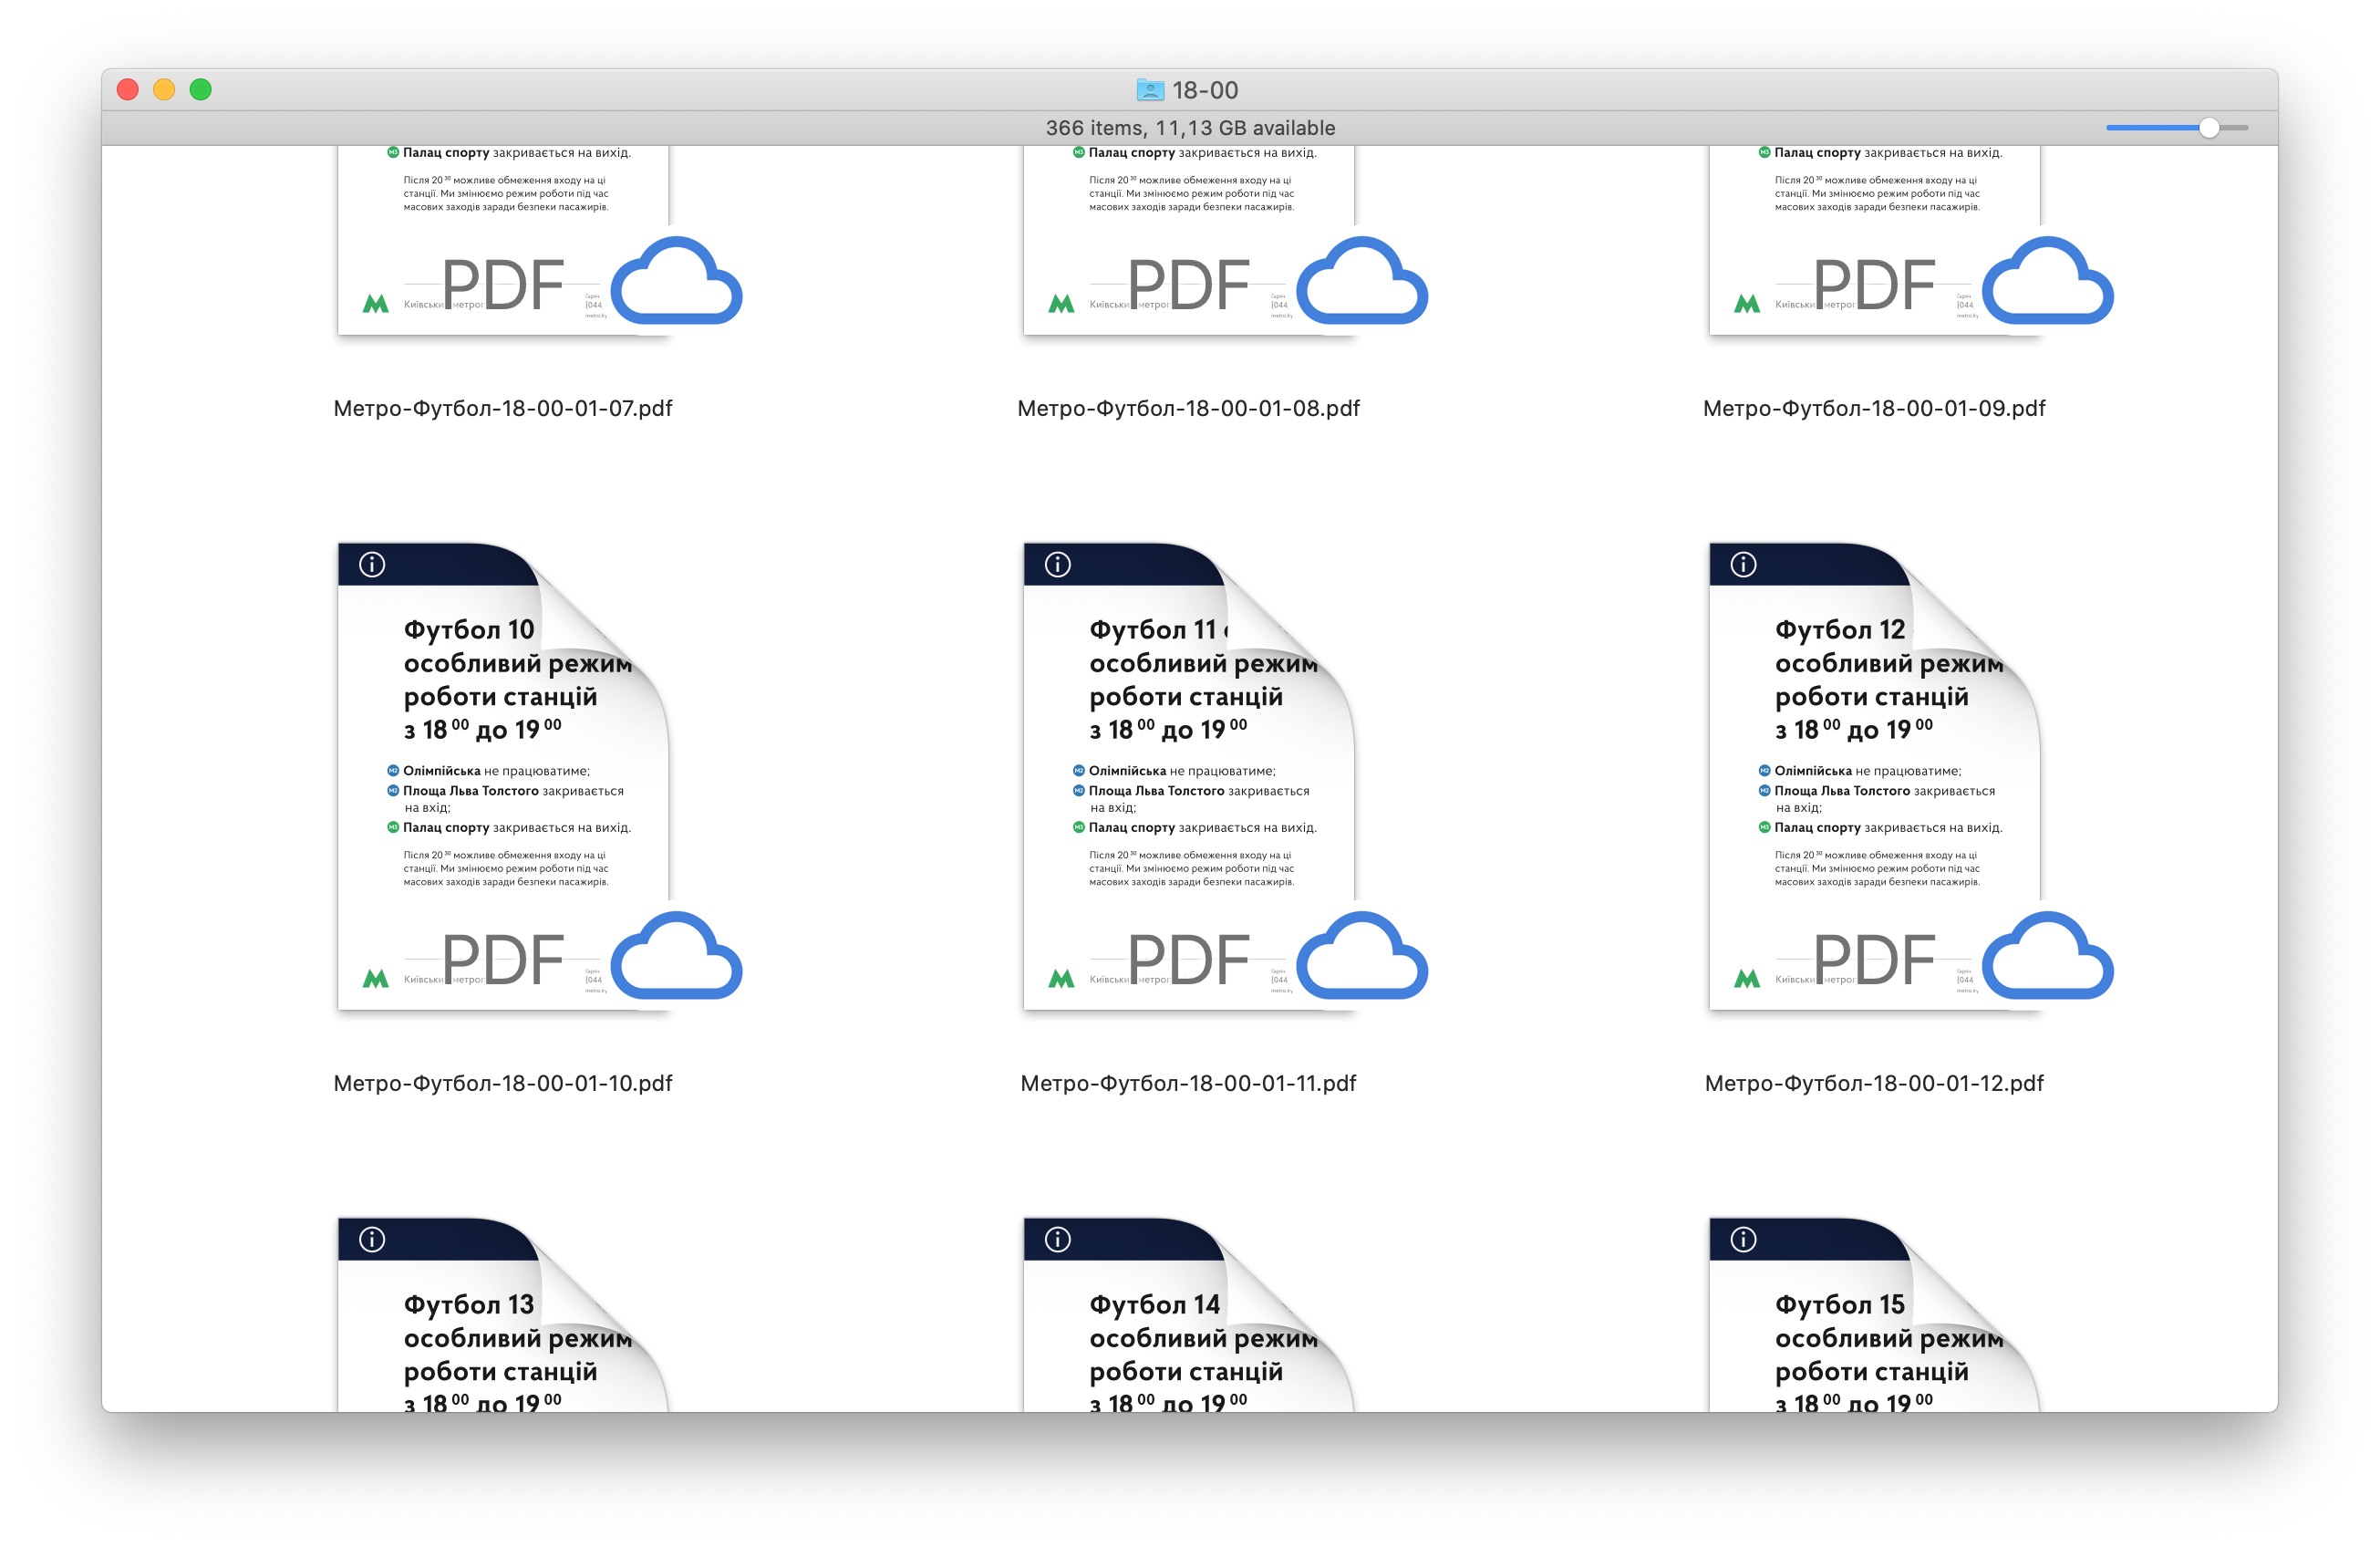 18-00
366 items, 11,13 GB available
Палац спорту закривається на вихід.
Після 20 30 можливе обмеження входу на ці
станції. Ми змінюємо режим роботи під час
масових заходів заради безпеки пасажирів.
PDF
Метро-Футбол-18-00-01-07.pdf
Палац спорту закривається на вихід.
Після 20 30 можливе обмеження входу на ці
станції. Ми змінюємо режим роботи під час
масових заходів заради безпеки пасажирів.
PDF
Метро-Футбол-18-00-01-08.pdf
Палац спорту закривається на вихід.
Після 20 30 можливе обмеження входу на ці
станції. Ми змінюємо режим роботи під час
масових заходів заради безпеки пасажирів.
PDF
Метро-Футбол-18-00-01-09.pdf
Футбол 10
особливий режим
роботи станцій
з 18 00 до 19 00
М2 Олімпійська не працюватиме;
М2 Площа Льва Толстого закривається
на вхід;
М3 Палац спорту закривається на вихід.
Після 20 30 можливе обмеження входу на ці
станції. Ми змінюємо режим роботи під час
масових заходів заради безпеки пасажирів.
PDF
Метро-Футбол-18-00-01-10.pdf
Футбол 11
особливий режим
роботи станцій
з 18 00 до 19 00
М2 Олімпійська не працюватиме;
М2 Площа Льва Толстого закривається
на вхід;
М3 Палац спорту закривається на вихід.
Після 20 30 можливе обмеження входу на ці
станції. Ми змінюємо режим роботи під час
масових заходів заради безпеки пасажирів.
PDF
Метро-Футбол-18-00-01-11.pdf
Футбол 12
особливий режим
роботи станцій
з 18 00 до 19 00
М2 Олімпійська не працюватиме;
М2 Площа Льва Толстого закривається
на вхід;
М3 Палац спорту закривається на вихід.
Після 20 30 можливе обмеження входу на ці
станції. Ми змінюємо режим роботи під час
масових заходів заради безпеки пасажирів.
PDF
Метро-Футбол-18-00-01-12.pdf
Футбол 13
особливий режим
роботи станцій
з 18 00 до 19 00
Футбол 14
особливий режим
роботи станцій
з 18 00 до 19 00
Футбол 15
особливий режим
роботи станцій
з 18 00 до 19 00